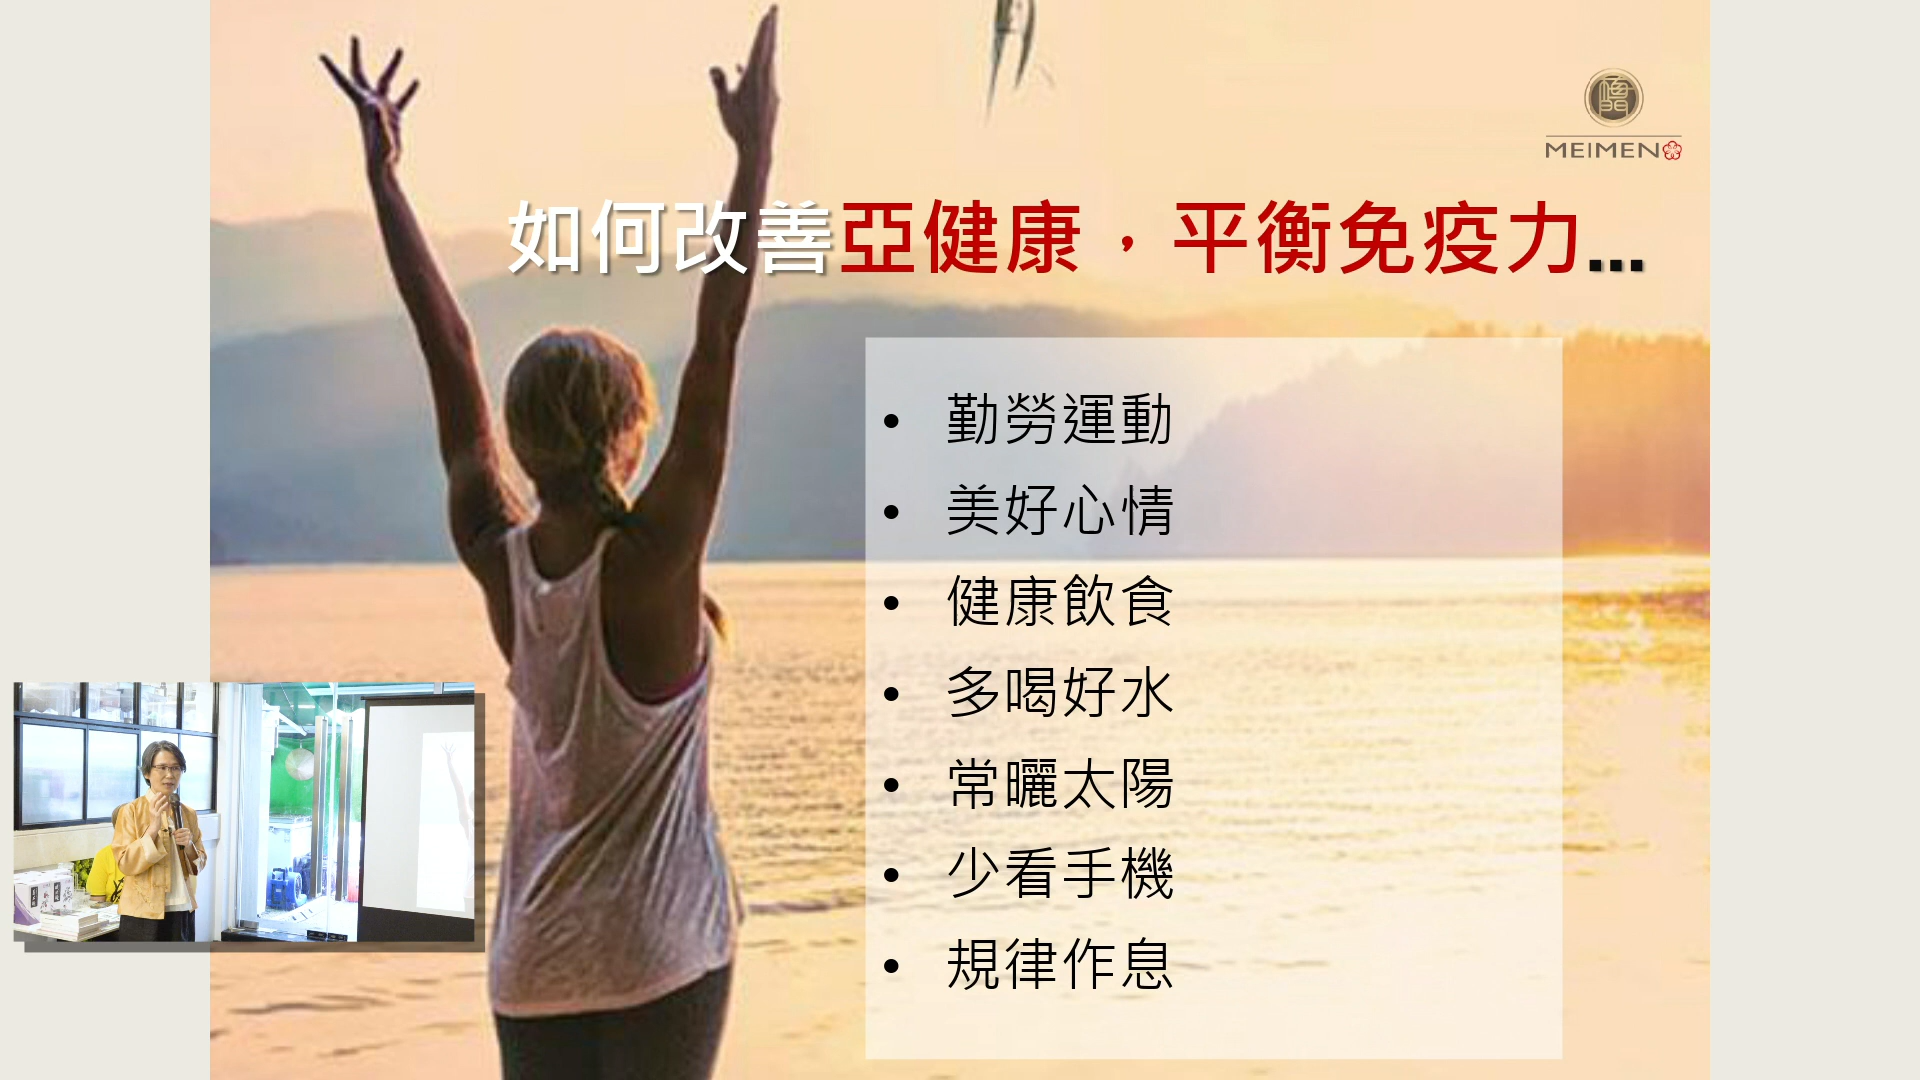 MEIMEN
如何改善亞健康，平衡免疫力...
• 勤勞運動
• 美好心情
• 健康飲食
• 多喝好水
• 常曬太陽
• 少看手機
• 規律作息